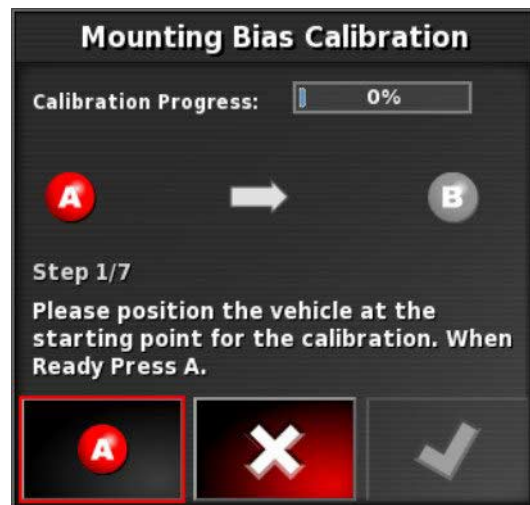 Mounting Bias Calibration
Calibration Progress: 0%
A B
Step 1/7
Please position the vehicle at the
starting point for the calibration. When
Ready Press A.
A